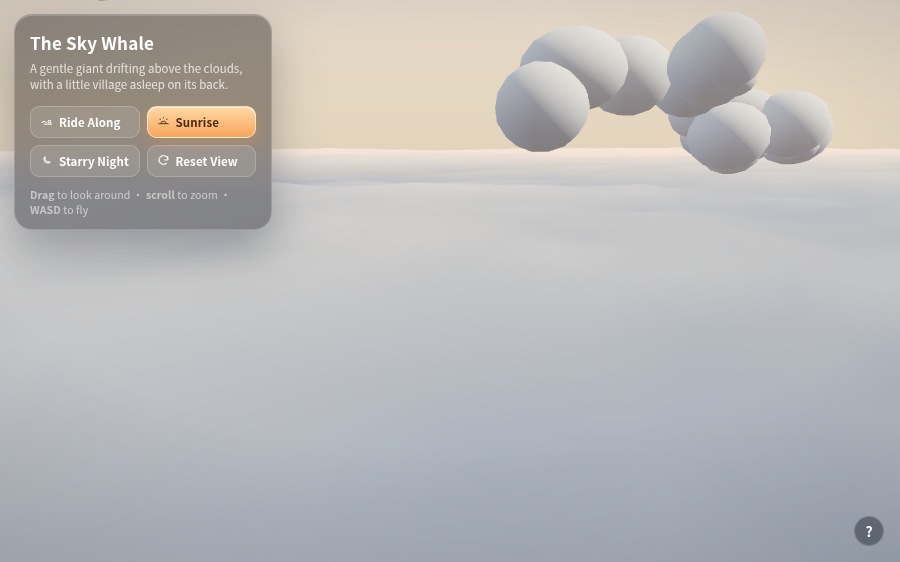 The Sky Whale
A gentle giant drifting above the clouds,
with a little village asleep on its back.
Ride Along
Sunrise
Starry Night
Reset View
Drag to look around • scroll to zoom •
WASD to fly
?